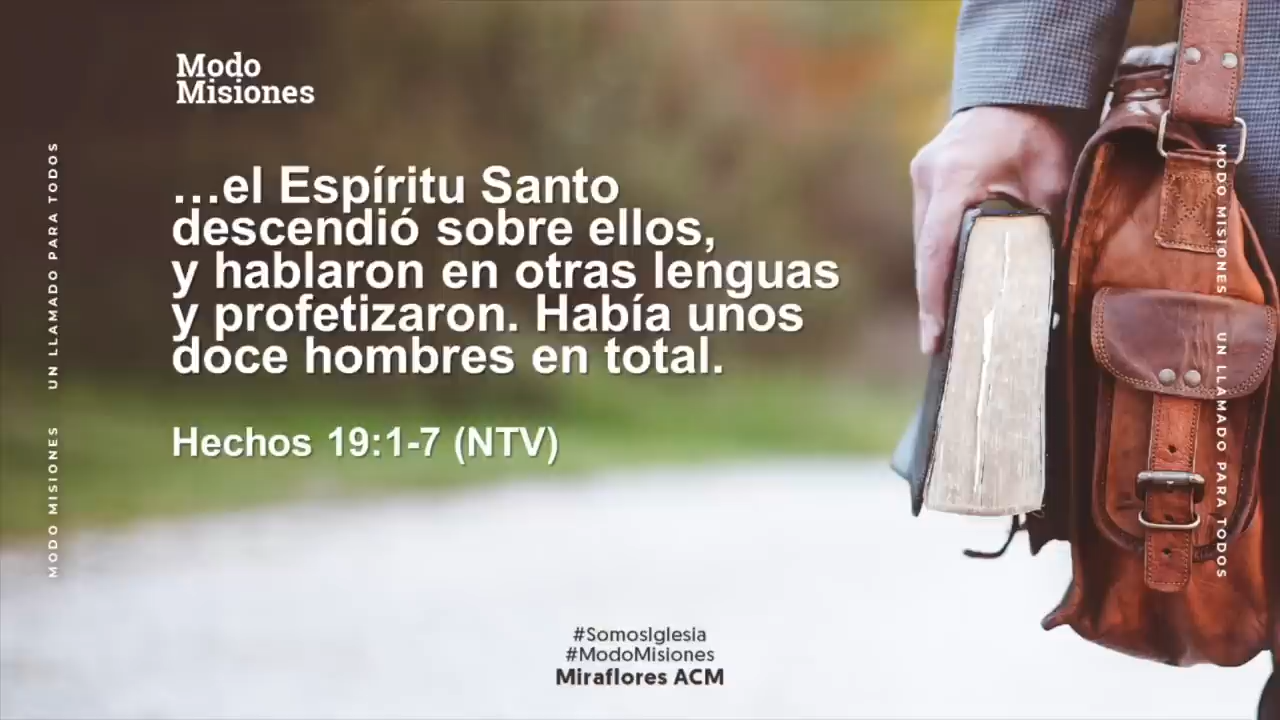 Modo
Misiones
…el Espíritu Santo
descendió sobre ellos,
y hablaron en otras lenguas
y profetizaron. Había unos
doce hombres en total.
Hechos 19:1-7 (NTV)
MODO MISIONES UN LLAMADO PARA TODOS
MODO MISIONES UN LLAMADO PARA TODOS
#SomosIglesia
#ModoMisiones
Miraflores ACM